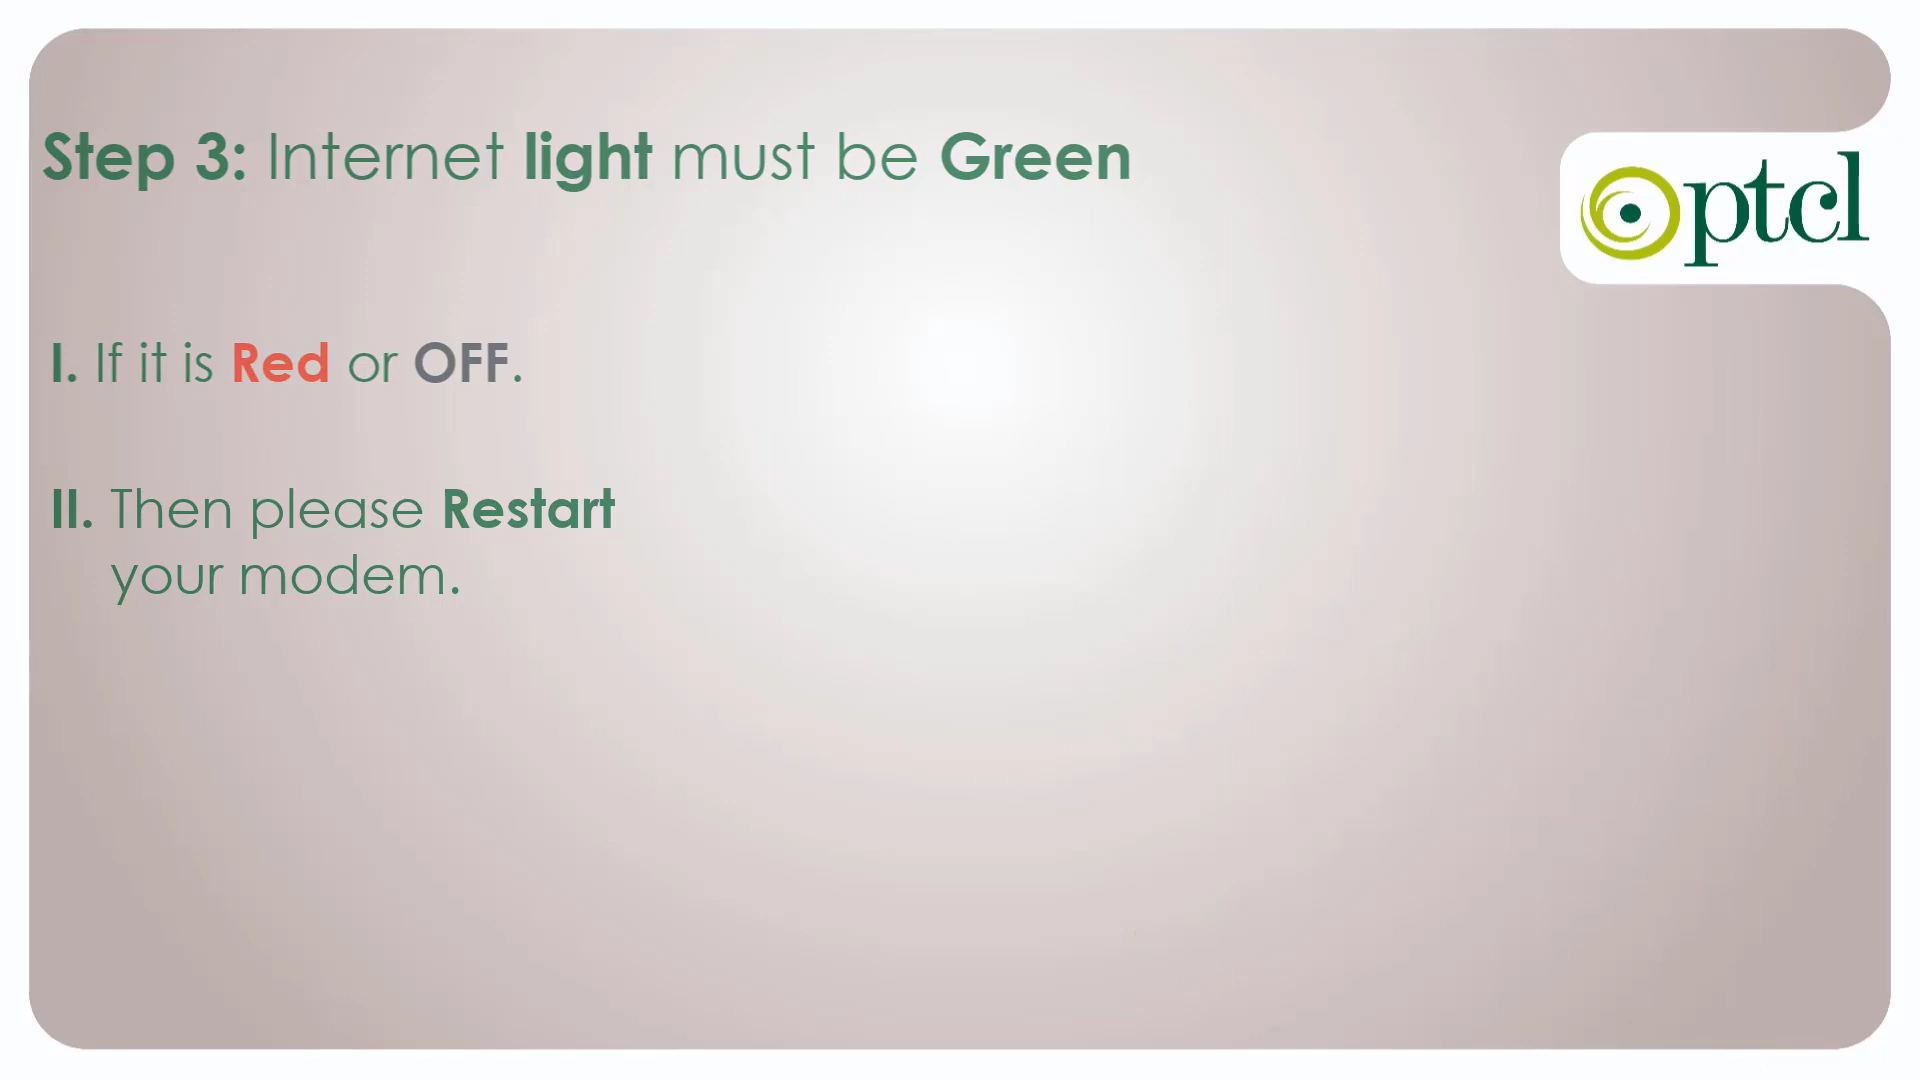 Step 3: Internet light must be Green
ptcl
I. If it is Red or OFF.
II. Then please Restart
your modem.